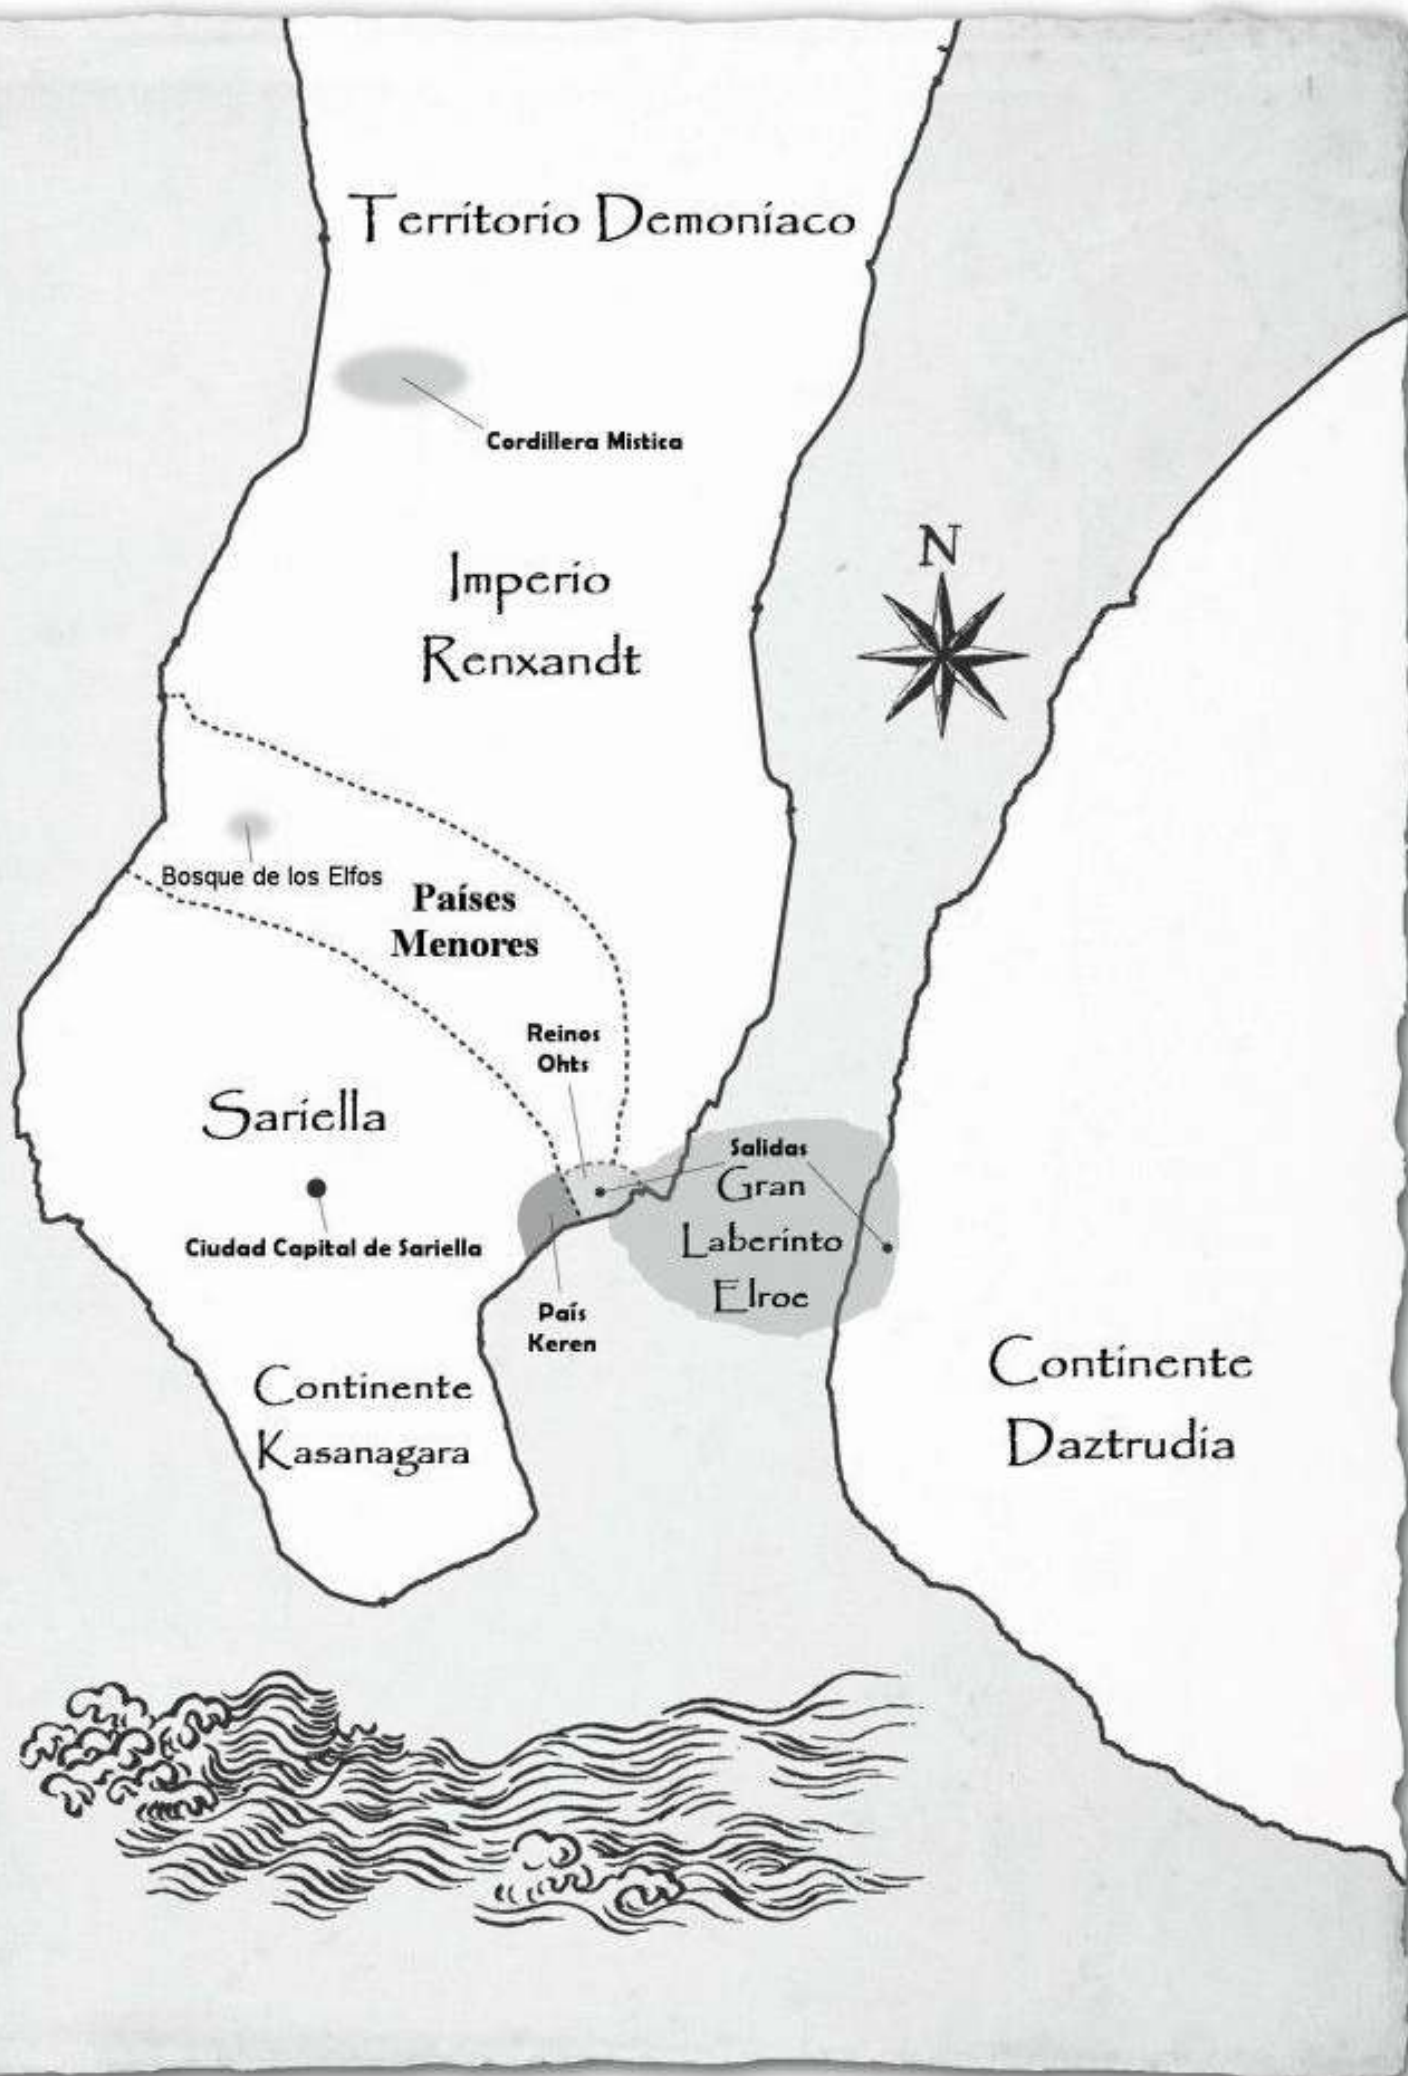 Territorio Demoniaco
Cordillera Mistica
N
Imperio
Renxandt
Bosque de los Elfos
Países
Menores
Reinos
Ohts
Sariella
Salidas
Gran
Laberinto
Elroe
Ciudad Capital de Sariella
País
Keren
Continente
Kasanagara
Continente
Daztrudia